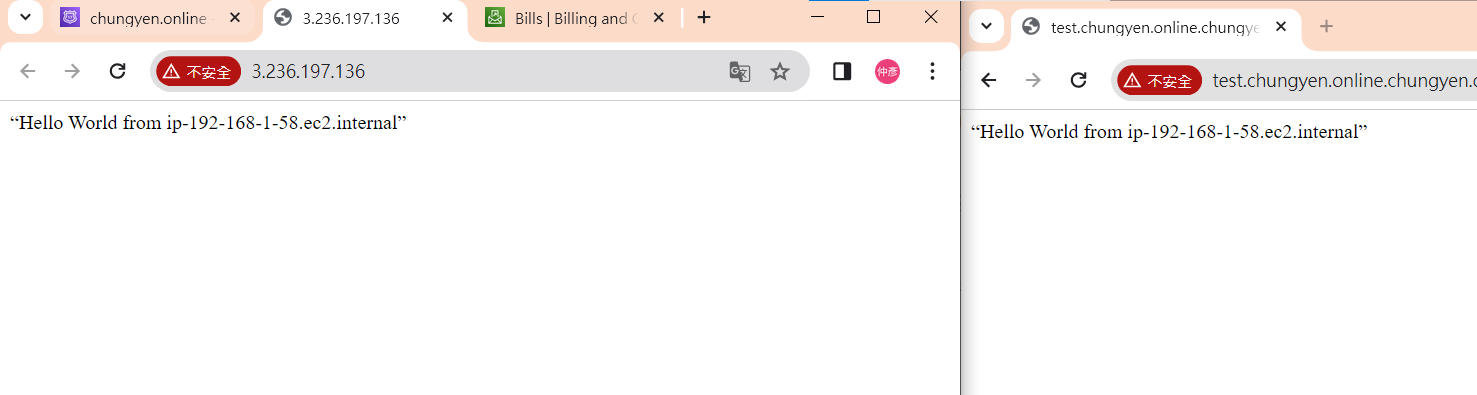 chungyen.online -
3.236.197.136
Bills | Billing and C
不安全 3.236.197.136
仲彥
“Hello World from ip-192-168-1-58.ec2.internal”
test.chungyen.online.chungye
不安全 test.chungyen.online.chungyen.
“Hello World from ip-192-168-1-58.ec2.internal”